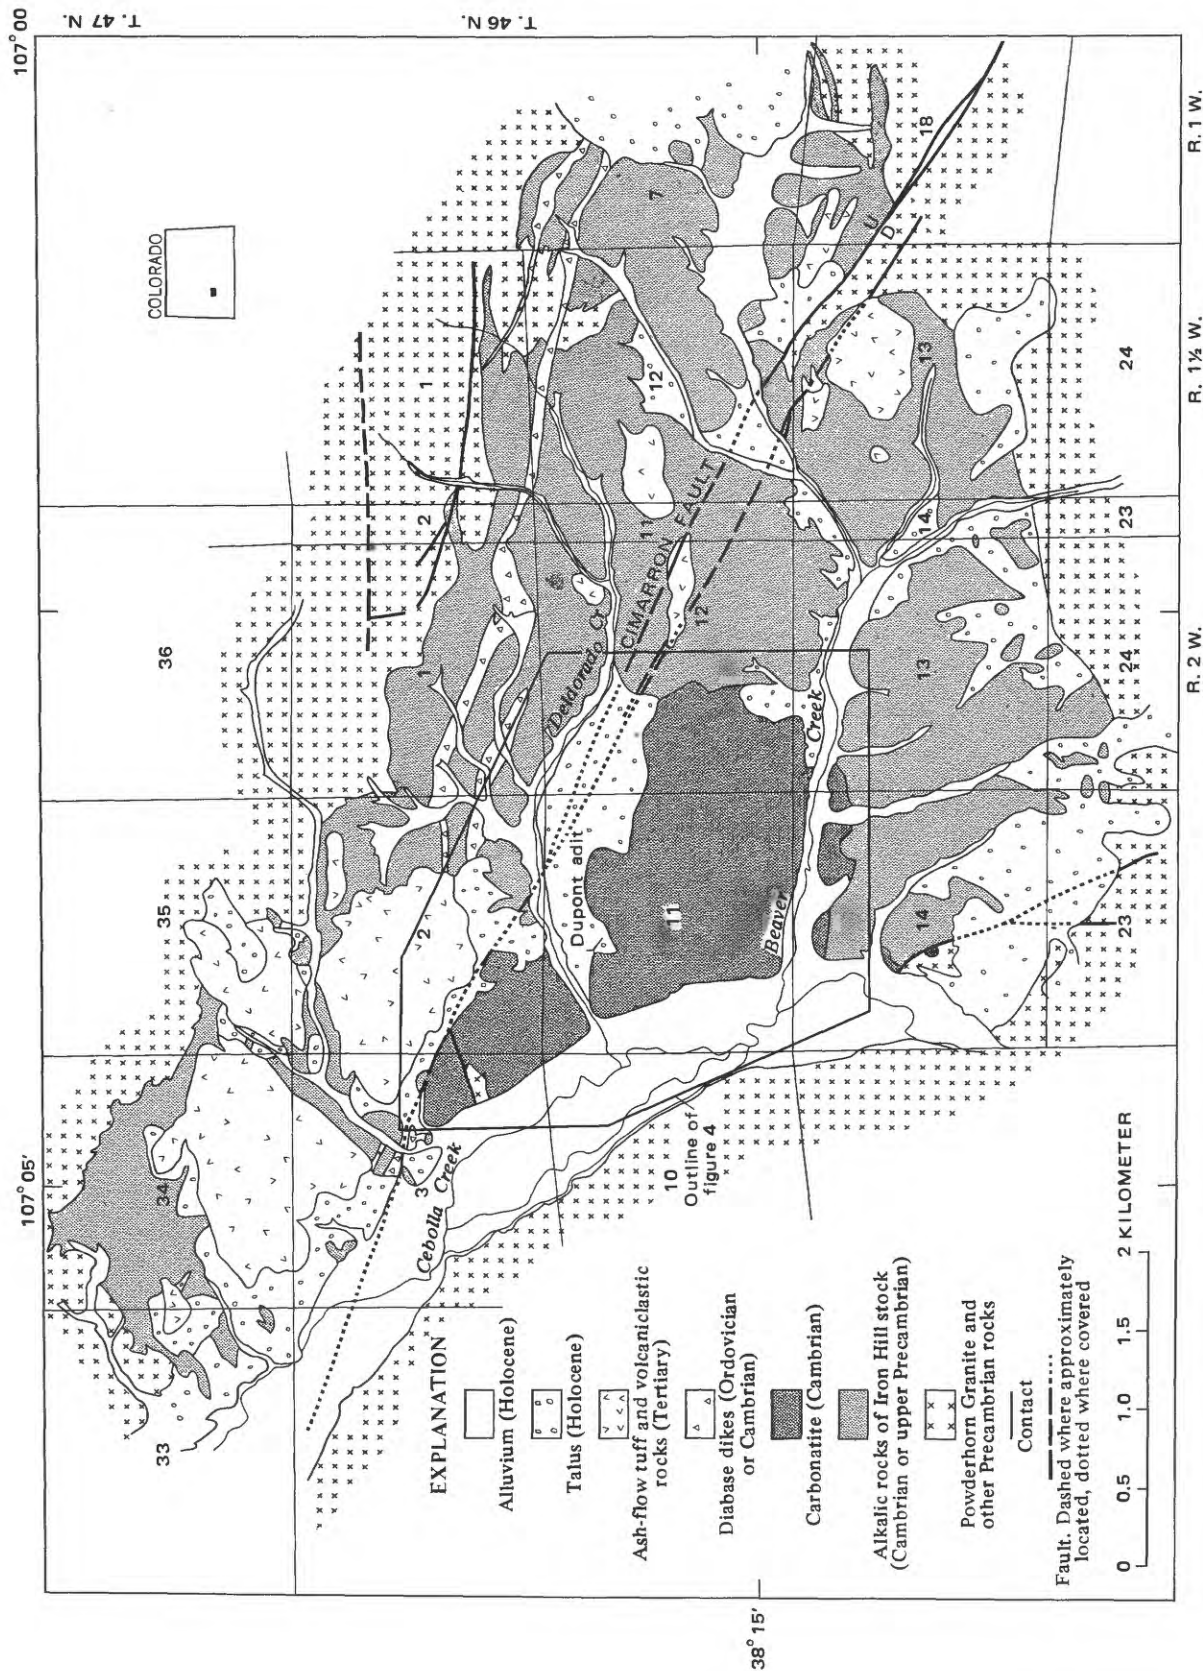 107° 05'
107° 00
T. 47 N.
T. 46 N.
COLORADO
33
34
35
36
3
2
1
2
1
7
10
11
12
11
12
14
13
14
13
18
23
24
23
24
U
D
Cebolla
Creek
Deldorado Cr
CIMARRON FAULT
Dupont adit
Beaver
Creek
Outline of
figure 4
38° 15'
R. 2 W.
R. 1½ W.
R. 1 W.
EXPLANATION
Alluvium (Holocene)
Talus (Holocene)
Ash-flow tuff and volcaniclastic
rocks (Tertiary)
Diabase dikes (Ordovician
or Cambrian)
Carbonatite (Cambrian)
Alkalic rocks of Iron Hill stock
(Cambrian or upper Precambrian)
Powderhorn Granite and
other Precambrian rocks
Contact
Fault. Dashed where approximately
located, dotted where covered
0 0.5 1.0 1.5 2 KILOMETER